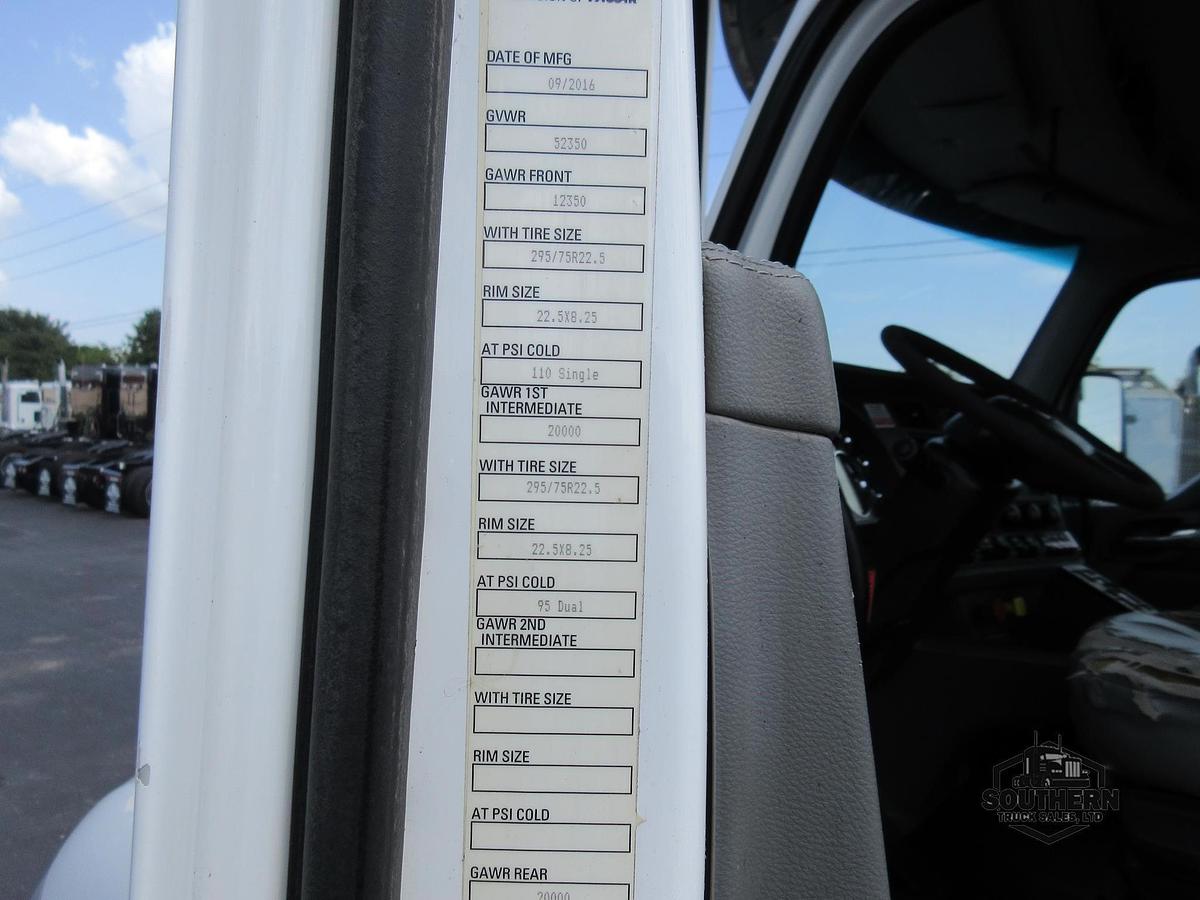 DATE OF MFG
09/2016
GVWR
52350
GAWR FRONT
12350
WITH TIRE SIZE
295/75R22.5
RIM SIZE
22.5X8.25
AT PSI COLD
110 Single
GAWR 1ST
INTERMEDIATE
20000
WITH TIRE SIZE
295/75R22.5
RIM SIZE
22.5X8.25
AT PSI COLD
95 Dual
GAWR 2ND
INTERMEDIATE
WITH TIRE SIZE
RIM SIZE
AT PSI COLD
GAWR REAR
20000
SOUTHERN
TRUCK SALES, LTD